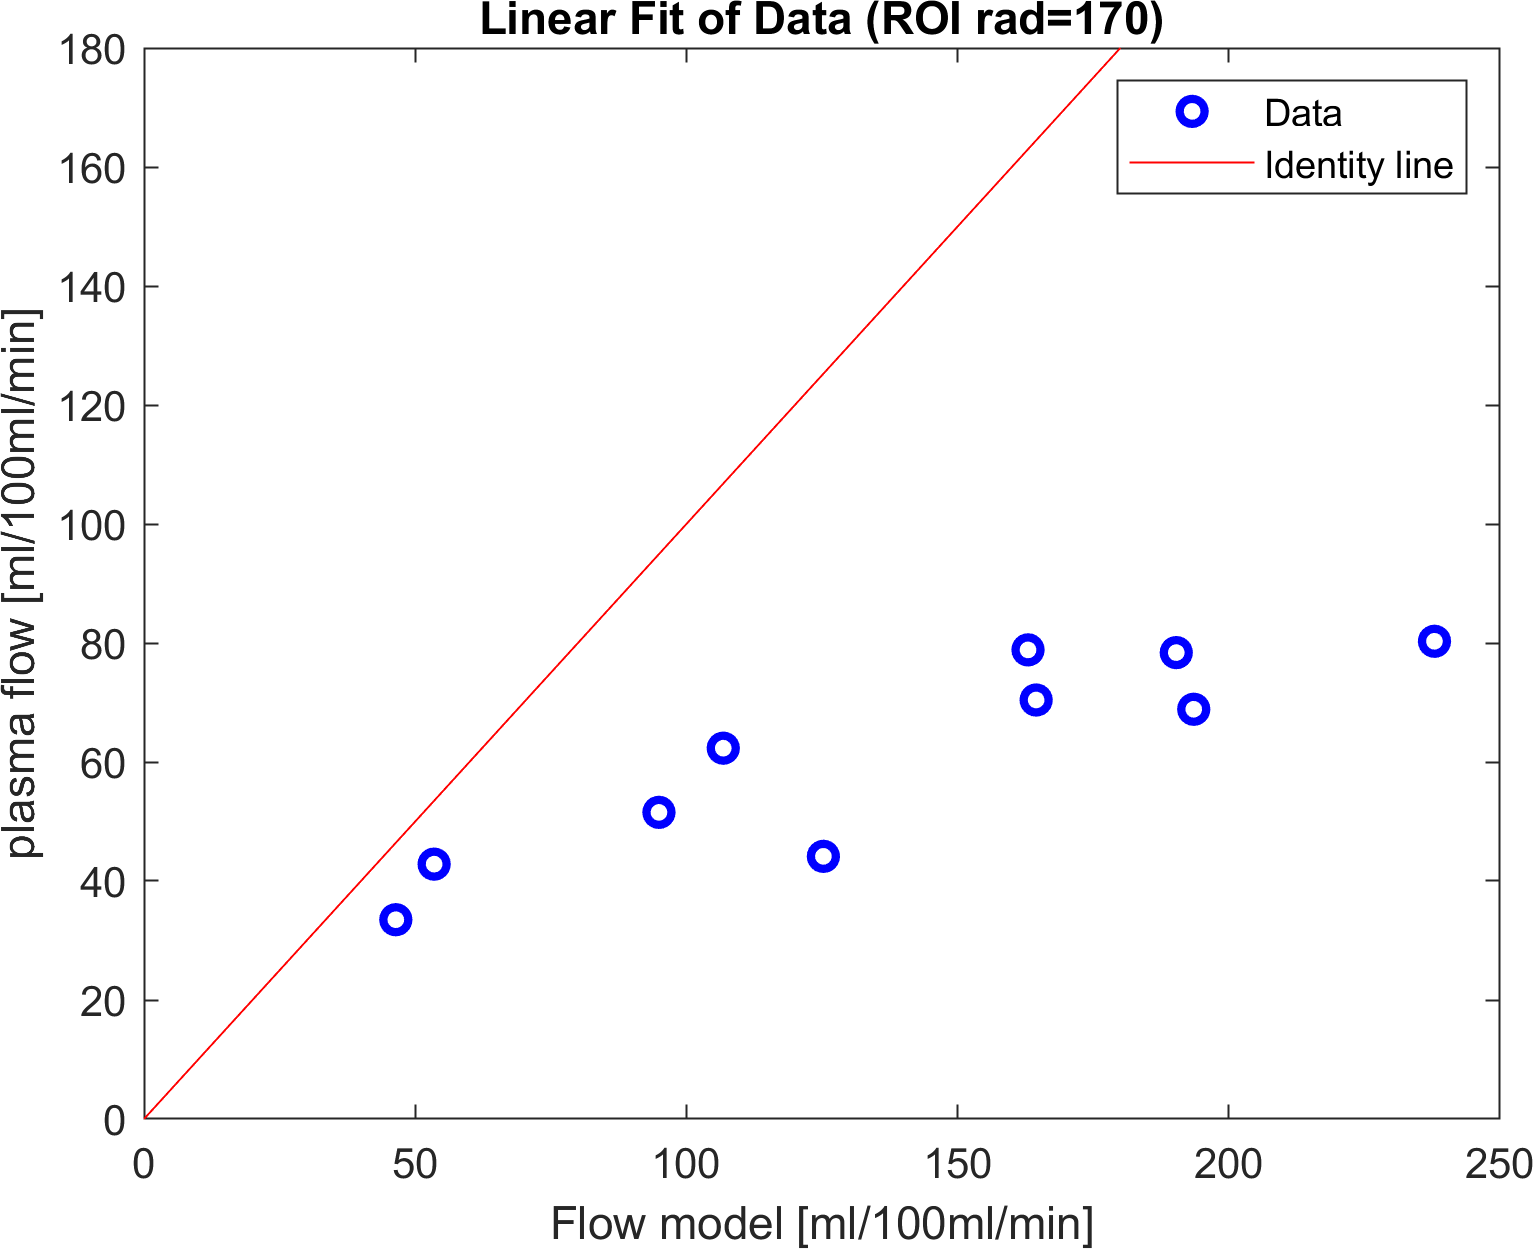 Linear Fit of Data (ROI rad=170)
180
160
140
120
100
80
60
40
20
0
plasma flow [ml/100ml/min]
Data
Identity line
0 50 100 150 200 250
Flow model [ml/100ml/min]